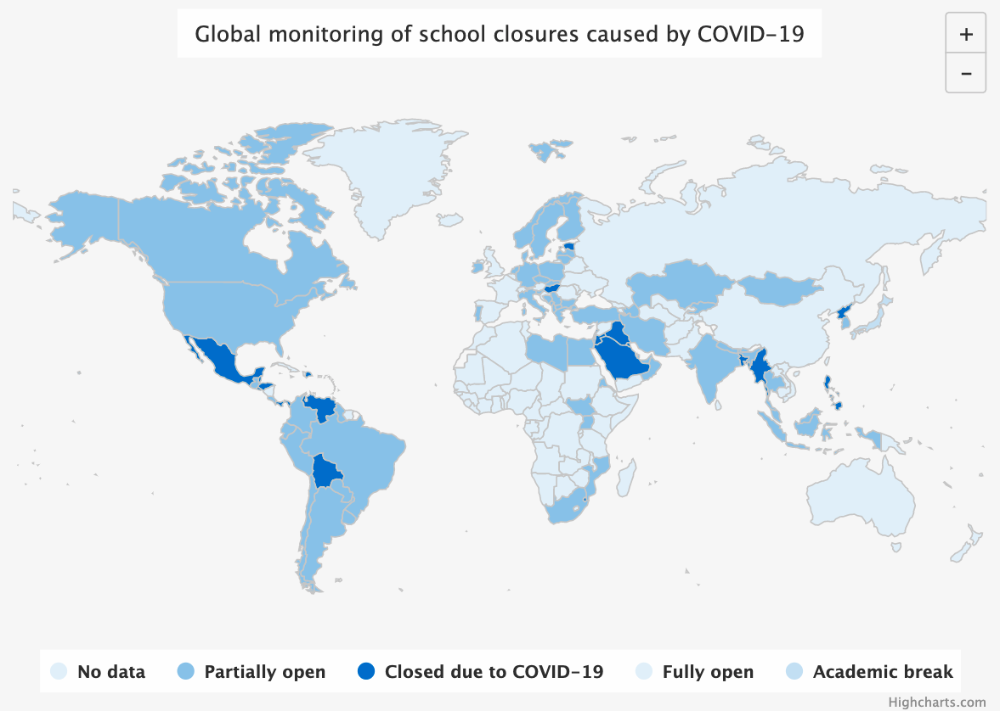 Global monitoring of school closures caused by COVID-19
+
−
No data Partially open Closed due to COVID-19 Fully open Academic break
Highcharts.com